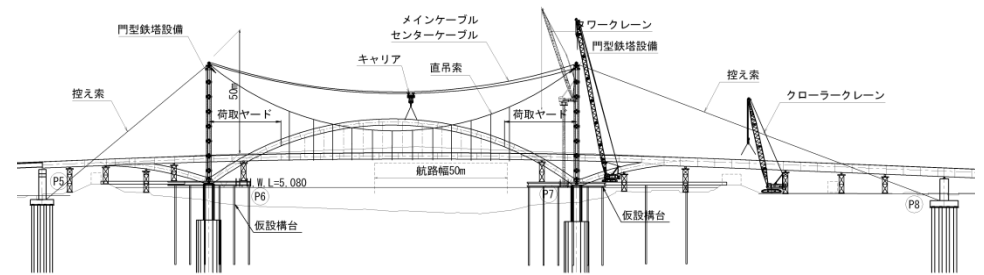 メインケーブル
センターケーブル
ワークレーン
門型鉄塔設備
門型鉄塔設備
キャリア
直吊索
控え索
控え索
クローラークレーン
50m
荷取ヤード
荷取ヤード
航路幅50m
H.W.L=5.080
P5
P6
P7
P8
仮設構台
仮設構台